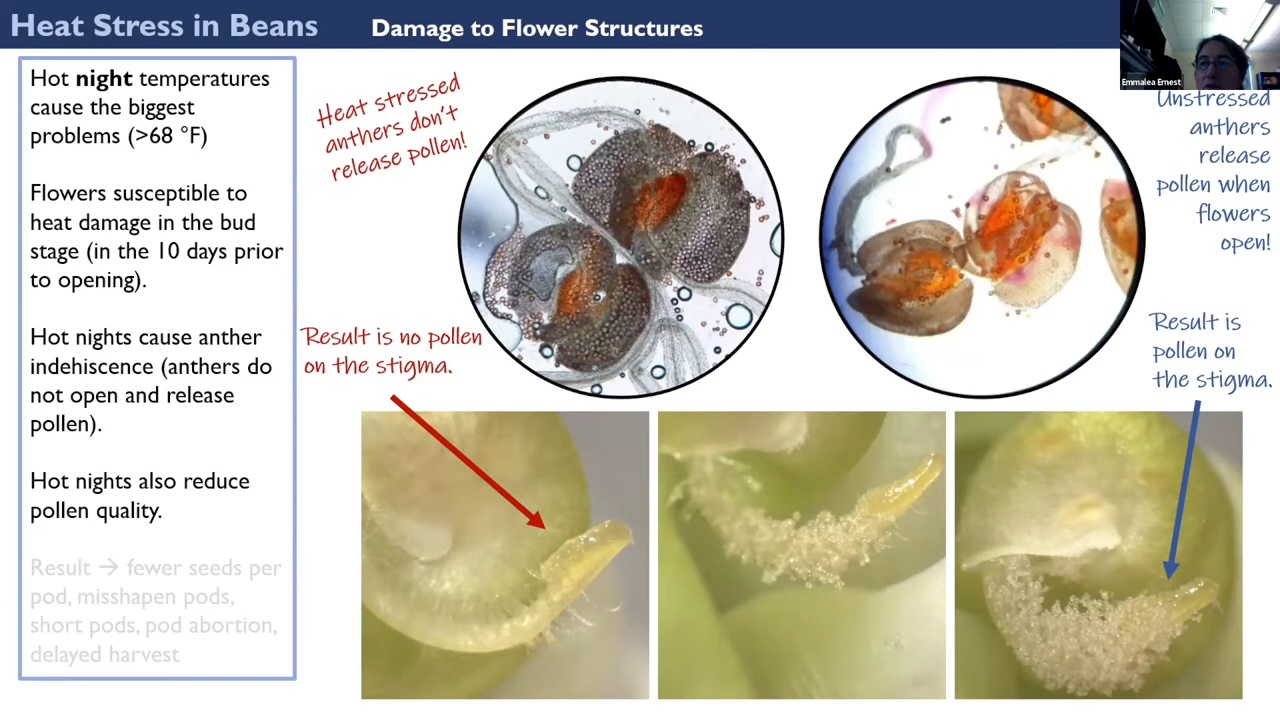 Heat Stress in Beans
Damage to Flower Structures
Emmalea Ernest
Hot night temperatures
cause the biggest
problems (>68 °F)
Flowers susceptible to
heat damage in the bud
stage (in the 10 days prior
to opening).
Hot nights cause anther
indehiscence (anthers do
not open and release
pollen).
Hot nights also reduce
pollen quality.
Result → fewer seeds per
pod, misshapen pods,
short pods, pod abortion,
delayed harvest
Heat stressed
anthers don't
release pollen!
Result is no pollen
on the stigma.
Unstressed
anthers
release
pollen when
flowers
open!
Result is
pollen on
the stigma.